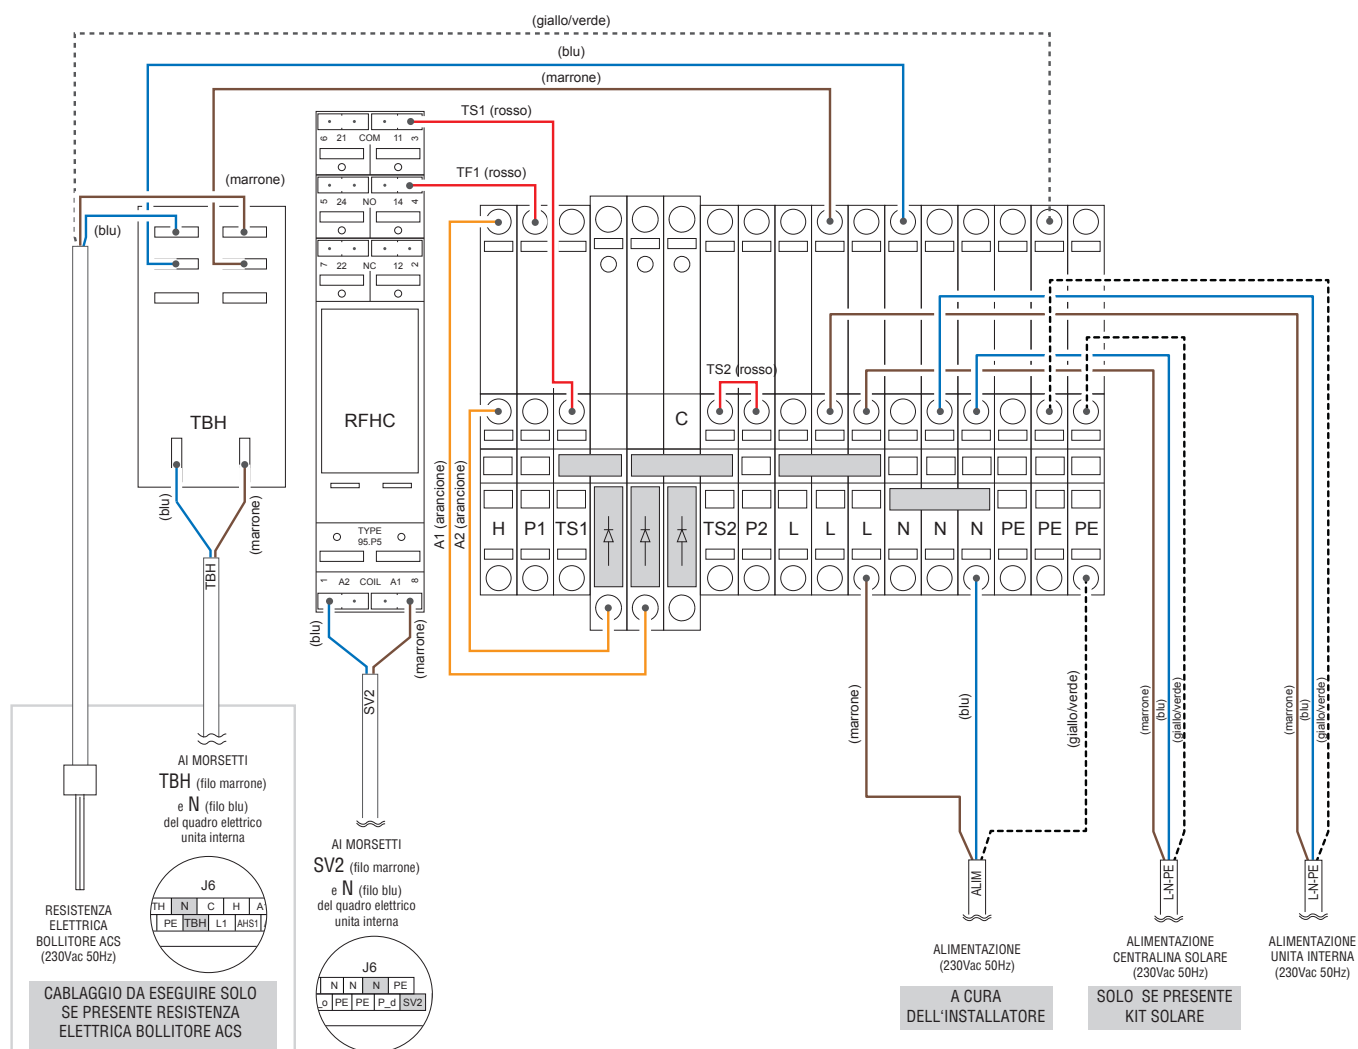 (giallo/verde)
(blu)
(marrone)
TS1 (rosso)
TF1 (rosso)
(marrone)
(blu)
6 21 COM 11 3
5 24 NO 14 4
7 22 NC 12 2
TBH
RFHC
TYPE
95.P5
1 A2 COIL A1 8
(blu)
(marrone)
TBH
(blu)
(marrone)
SV2
A1 (arancione)
A2 (arancione)
TS2 (rosso)
C
H P1 TS1 TS2 P2 L L L N N N PE PE PE
(marrone)
(blu)
(giallo/verde)
(marrone)
(blu)
(giallo/verde)
(marrone)
(blu)
(giallo/verde)
ALIM
L-N-PE
L-N-PE
AI MORSETTI
TBH (filo marrone)
e N (filo blu)
del quadro elettrico
unita interna
J6
TH N C H A
PE TBH L1 AHS1
RESISTENZA
ELETTRICA
BOLLITORE ACS
(230Vac 50Hz)
CABLAGGIO DA ESEGUIRE SOLO
SE PRESENTE RESISTENZA
ELETTRICA BOLLITORE ACS
AI MORSETTI
SV2 (filo marrone)
e N (filo blu)
del quadro elettrico
unita interna
J6
N N N PE
_o PE PE P_d SV2
ALIMENTAZIONE
(230Vac 50Hz)
A CURA
DELL'INSTALLATORE
ALIMENTAZIONE
CENTRALINA SOLARE
(230Vac 50Hz)
SOLO SE PRESENTE
KIT SOLARE
ALIMENTAZIONE
UNITA INTERNA
(230Vac 50Hz)